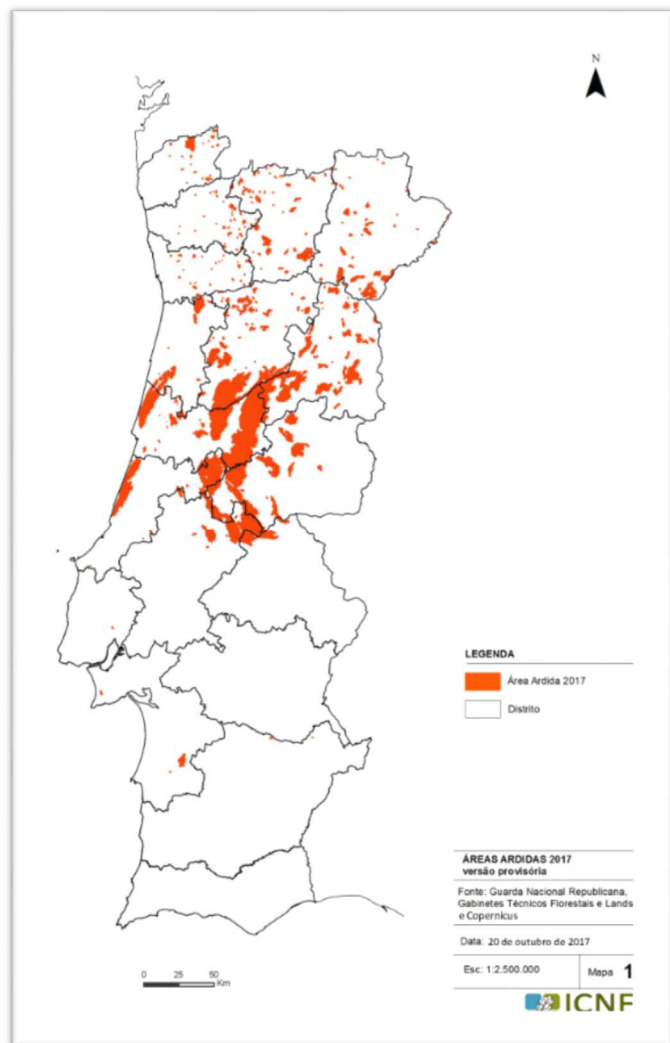 N
LEGENDA
Área Ardida 2017
Distrito
ÁREAS ARDIDAS 2017
versão provisória
Fonte: Guarda Nacional Republicana,
Gabinetes Técnicos Florestais e Lands
e Copernicus
Data: 20 de outubro de 2017
Esc: 1:2.500.000
Mapa 1
0 25 50
Km
ICNF